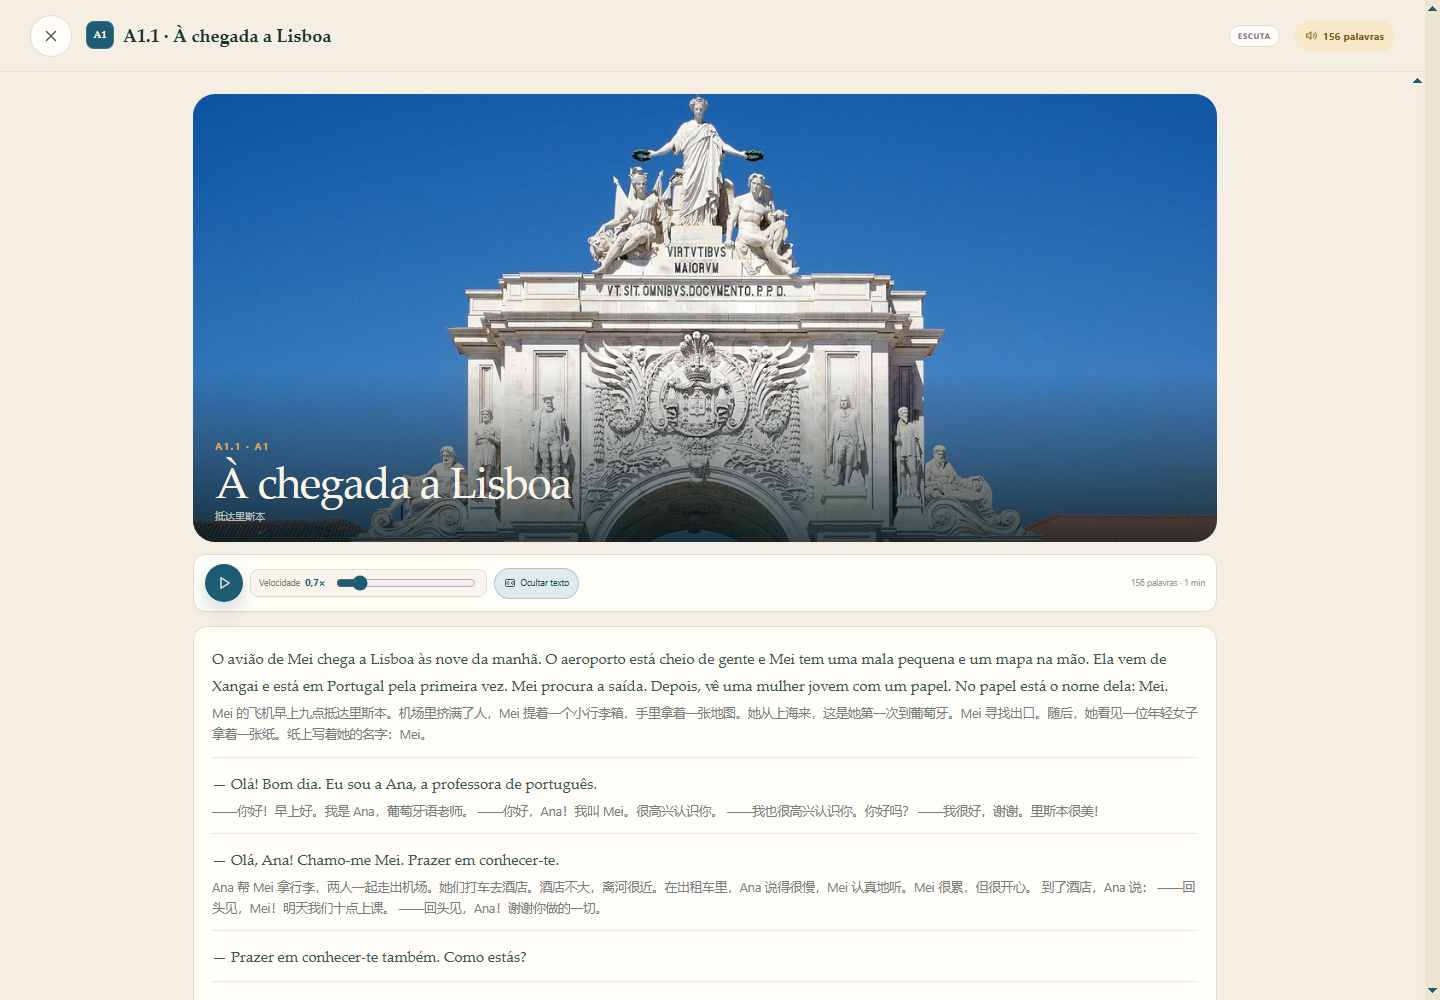 A1
A1.1 · À chegada a Lisboa
ESCUTA
156 palavras
VIRTVTIBVS
MAIORVM
VT.SIT.OMNIBVS.DOCVMENTO.P.P.D.
A1.1 · A1
À chegada a Lisboa
抵达里斯本
Velocidade 0,7×
Ocultar texto
156 palavras · 1 min
O avião de Mei chega a Lisboa às nove da manhã. O aeroporto está cheio de gente e Mei tem uma mala pequena e um mapa na mão. Ela vem de
Xangai e está em Portugal pela primeira vez. Mei procura a saída. Depois, vê uma mulher jovem com um papel. No papel está o nome dela: Mei.
Mei 的飞机早上九点抵达里斯本。机场里挤满了人，Mei 提着一个小行李箱，手里拿着一张地图。她从上海来，这是她第一次到葡萄牙。Mei 寻找出口。随后，她看见一位年轻女子
拿着一张纸。纸上写着她的名字：Mei。
— Olá! Bom dia. Eu sou a Ana, a professora de português.
——你好！早上好。我是 Ana，葡萄牙语老师。 ——你好，Ana！我叫 Mei。很高兴认识你。 ——我也很高兴认识你。你好吗？ ——我很好，谢谢。里斯本很美！
— Olá, Ana! Chamo-me Mei. Prazer em conhecer-te.
Ana 帮 Mei 拿行李，两人一起走出机场。她们打车去酒店。酒店不大，离河很近。在出租车里，Ana 说得很慢，Mei 认真地听。Mei 很累，但很开心。 到了酒店，Ana 说： ——回
头见，Mei！明天我们十点上课。 ——回头见，Ana！谢谢你做的一切。
— Prazer em conhecer-te também. Como estás?